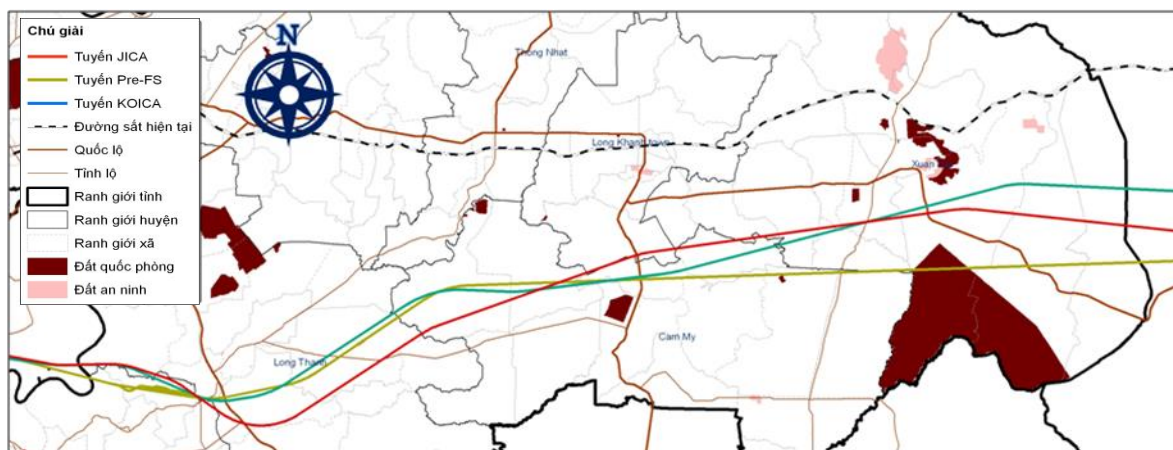 Chú giải
Tuyến JICA
Tuyến Pre-FS
Tuyến KOICA
Đường sắt hiện tại
Quốc lộ
Tỉnh lộ
Ranh giới tỉnh
Ranh giới huyện
Ranh giới xã
Đất quốc phòng
Đất an ninh
N
Thong Nhat
Long Khanh town
Xuan
Cam My
Long Thanh